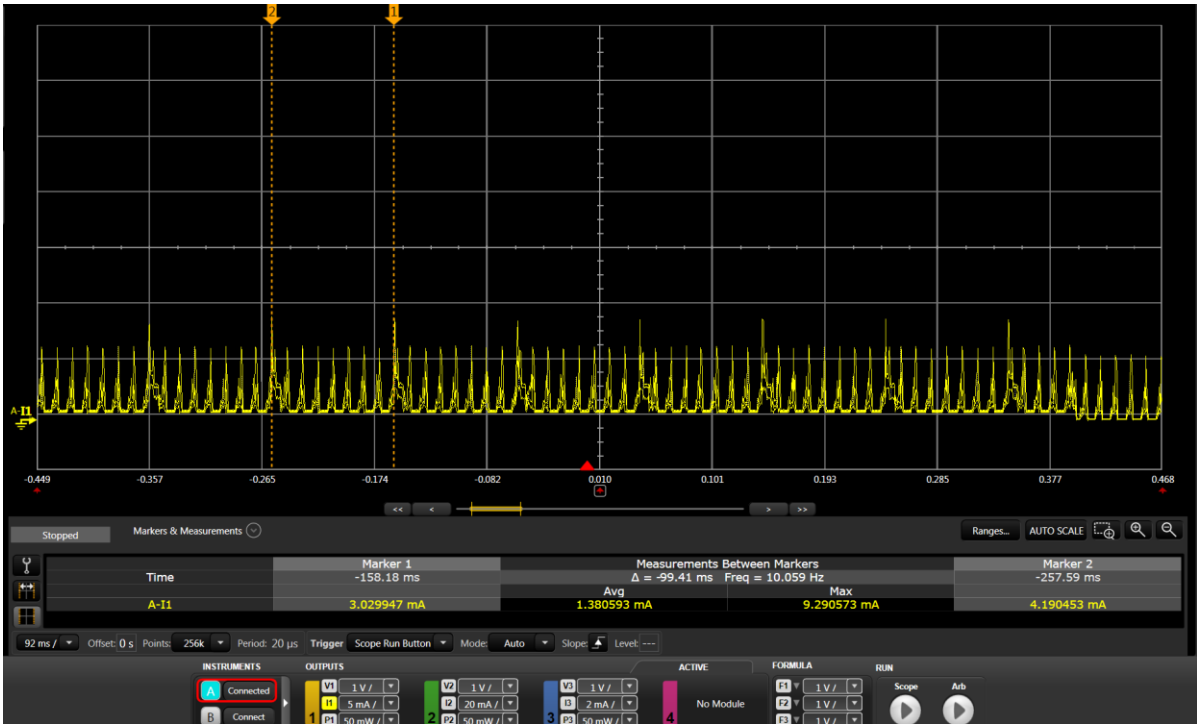 2 1
A-I1
-0.449 -0.357 -0.265 -0.174 -0.082 0.010 0.101 0.193 0.285 0.377 0.468
<< < > >>
Stopped Markers & Measurements Ranges... AUTO SCALE
Marker 1 Measurements Between Markers Marker 2
Time -158.18 ms Δ = -99.41 ms Freq = 10.059 Hz -257.59 ms
Avg Max
A-I1 3.029947 mA 1.380593 mA 9.290573 mA 4.190453 mA
92 ms / Offset: 0 s Points: 256k Period: 20 µs Trigger Scope Run Button Mode: Auto Slope: Level: ---
INSTRUMENTS OUTPUTS ACTIVE FORMULA RUN
A Connected V1 1 V / V2 1 V / V3 1 V / F1 1 V / Scope Arb
I1 5 mA / I2 20 mA / I3 2 mA / No Module F2 1 V /
B Connect 1 P1 50 mW / 2 P2 50 mW / 3 P3 50 mW / 4 F3 1 V /